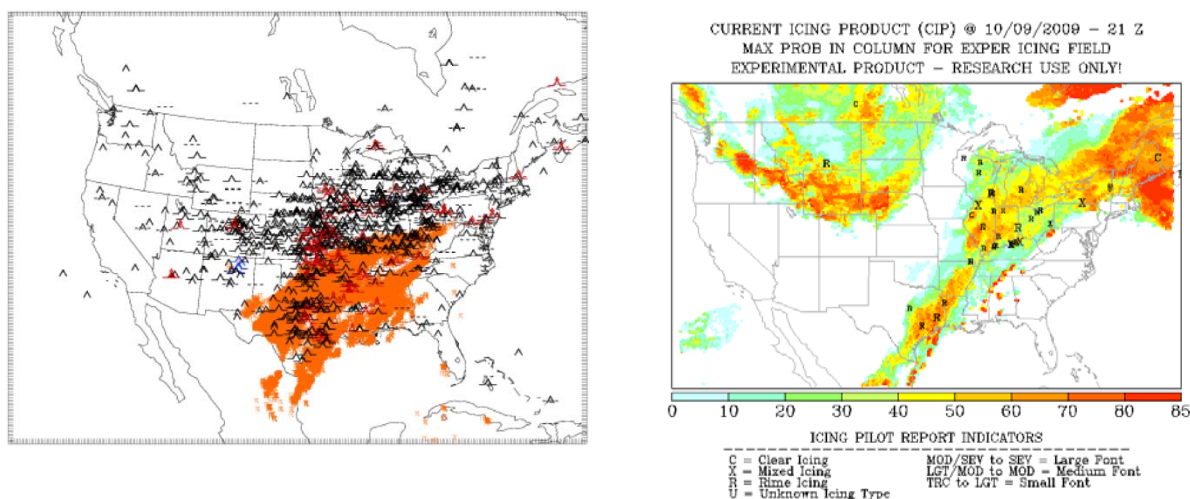 CURRENT ICING PRODUCT (CIP) @ 10/09/2009 – 21 Z
MAX PROB IN COLUMN FOR EXPER ICING FIELD
EXPERIMENTAL PRODUCT – RESEARCH USE ONLY!
0 10 20 30 40 50 60 70 80 85
ICING PILOT REPORT INDICATORS
C = Clear Icing MOD/SEV to SEV = Large Font
X = Mixed Icing LGT/MOD to MOD = Medium Font
R = Rime Icing TRC to LGT = Small Font
U = Unknown Icing Type